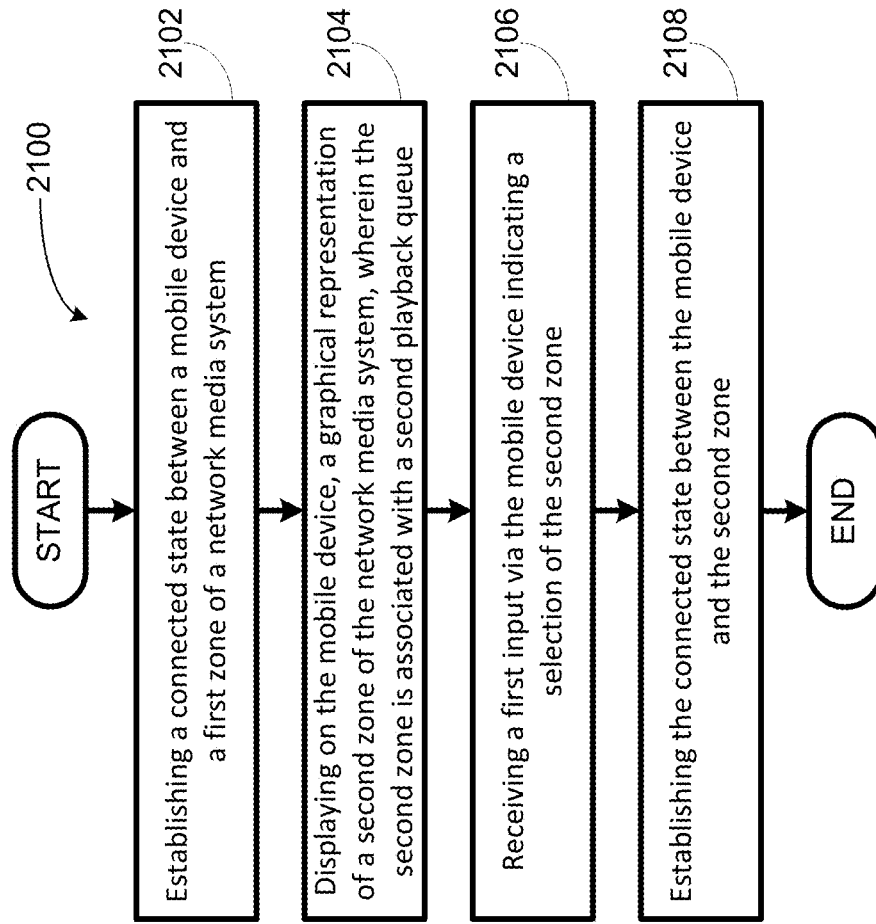 2100
START
Establishing a connected state between a mobile device and
a first zone of a network media system
2102
Displaying on the mobile device, a graphical representation
of a second zone of the network media system, wherein the
second zone is associated with a second playback queue
2104
Receiving a first input via the mobile device indicating a
selection of the second zone
2106
Establishing the connected state between the mobile device
and the second zone
2108
END